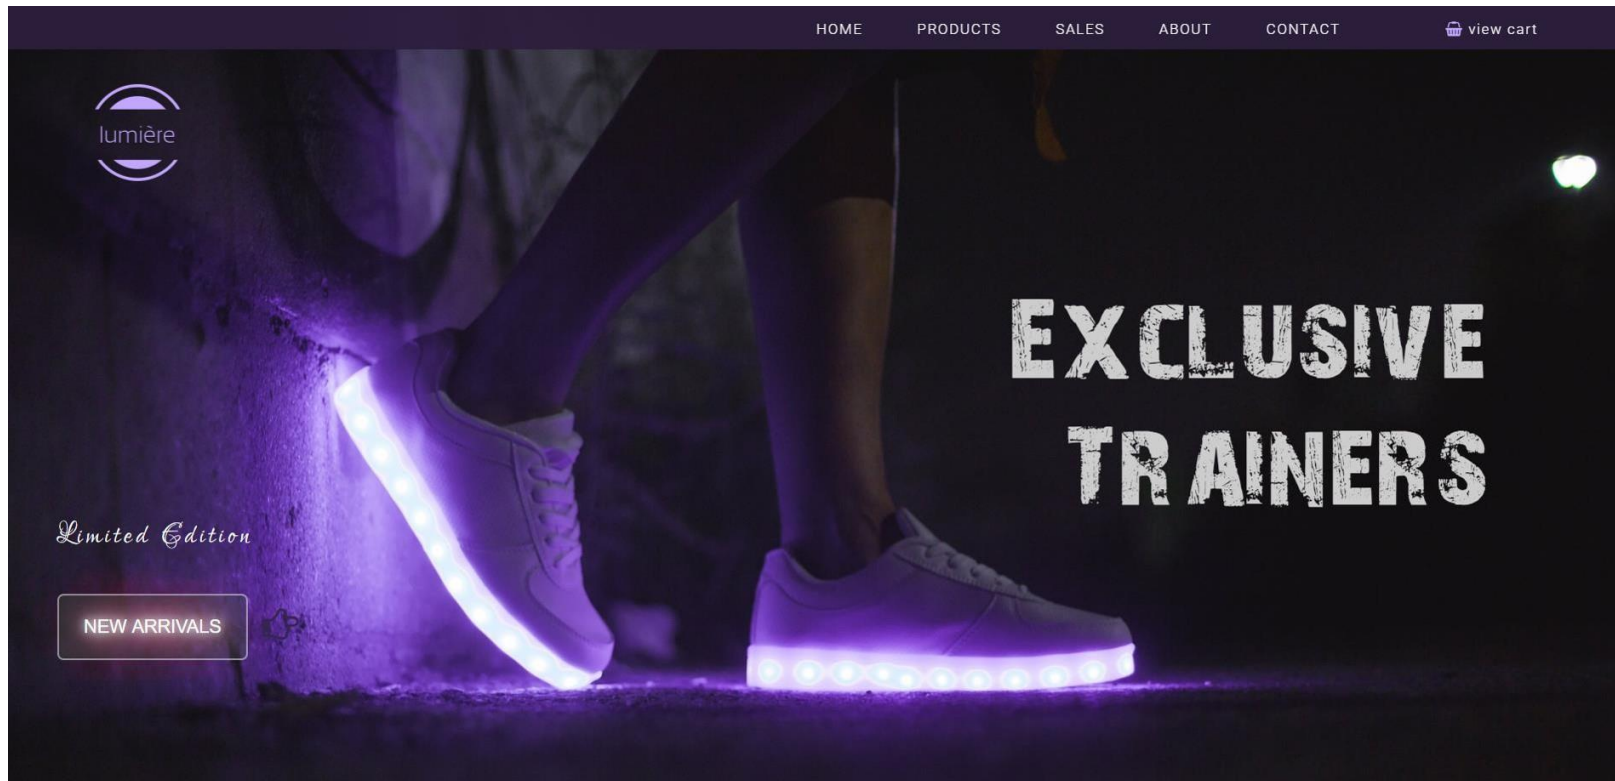 HOME PRODUCTS SALES ABOUT CONTACT view cart
lumière
EXCLUSIVE
TRAINERS
Limited Edition
NEW ARRIVALS